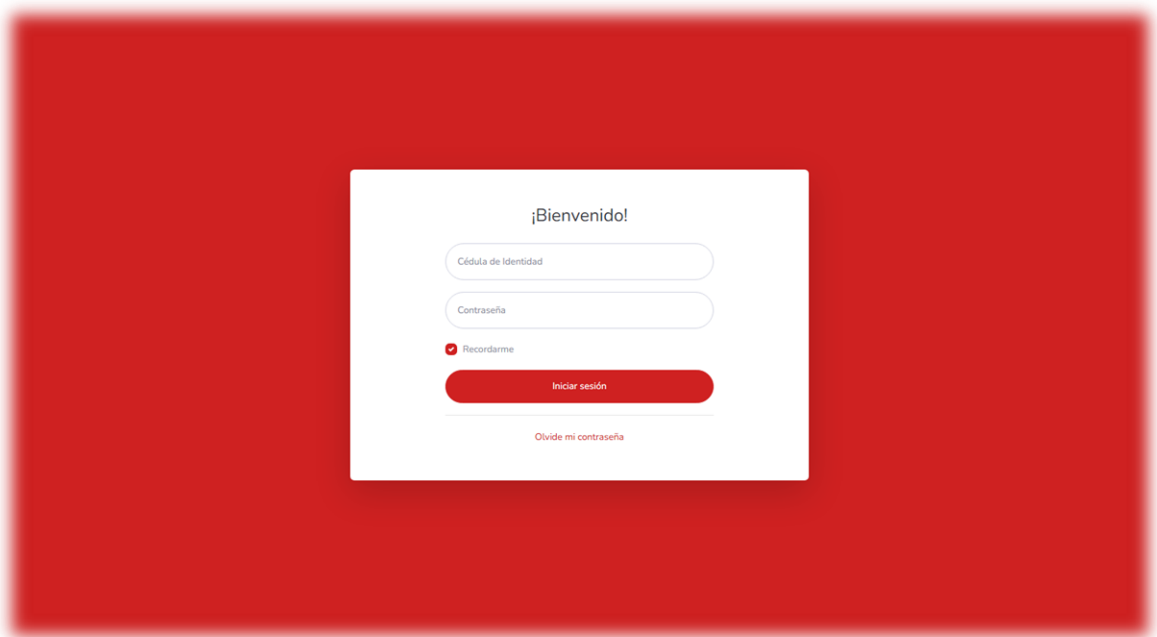 ¡Bienvenido!
Cédula de Identidad
Contraseña
Recordarme
Iniciar sesión
Olvide mi contraseña